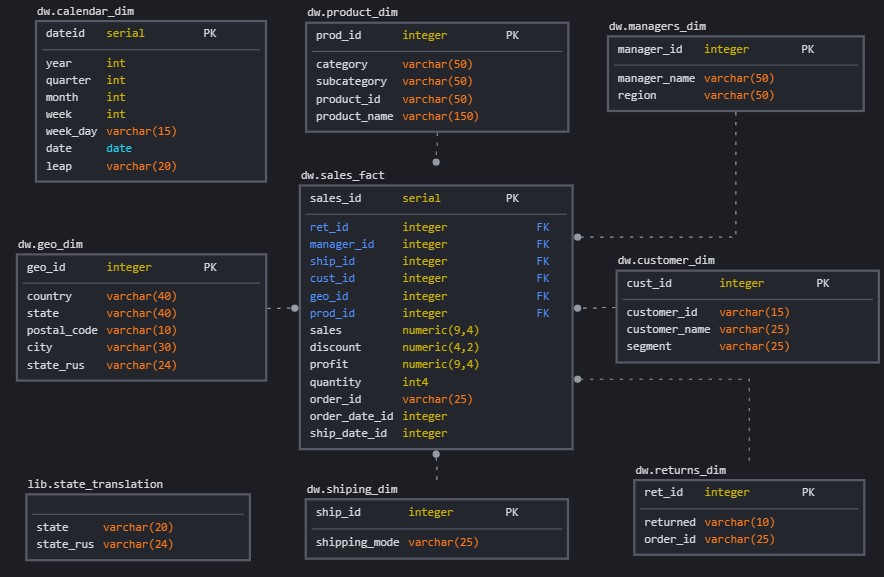 dw.calendar_dim
dateid serial PK
year int
quarter int
month int
week int
week_day varchar(15)
date date
leap varchar(20)
dw.product_dim
prod_id integer PK
category varchar(50)
subcategory varchar(50)
product_id varchar(50)
product_name varchar(150)
dw.managers_dim
manager_id integer PK
manager_name varchar(50)
region varchar(50)
dw.sales_fact
sales_id serial PK
ret_id integer FK
manager_id integer FK
ship_id integer FK
cust_id integer FK
geo_id integer FK
prod_id integer FK
sales numeric(9,4)
discount numeric(4,2)
profit numeric(9,4)
quantity int4
order_id varchar(25)
order_date_id integer
ship_date_id integer
dw.geo_dim
geo_id integer PK
country varchar(40)
state varchar(40)
postal_code varchar(10)
city varchar(30)
state_rus varchar(24)
dw.customer_dim
cust_id integer PK
customer_id varchar(15)
customer_name varchar(25)
segment varchar(25)
lib.state_translation
state varchar(20)
state_rus varchar(24)
dw.shiping_dim
ship_id integer PK
shipping_mode varchar(25)
dw.returns_dim
ret_id integer PK
returned varchar(10)
order_id varchar(25)